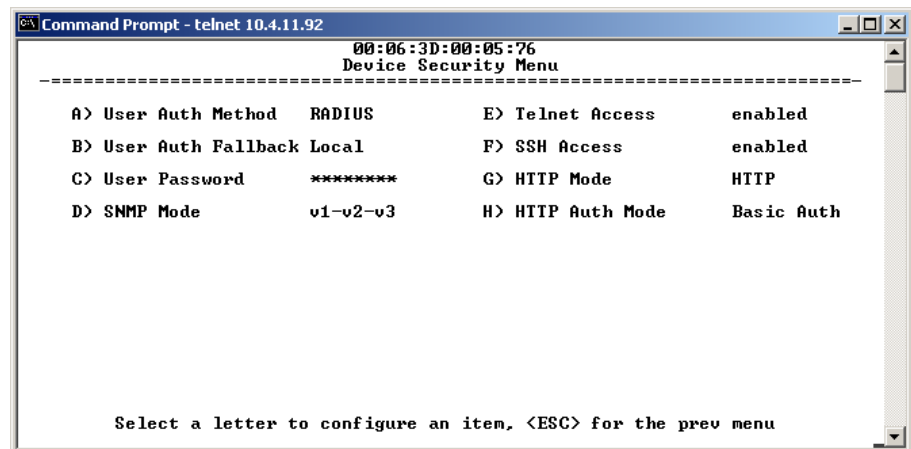 Command Prompt - telnet 10.4.11.92
00:06:3D:00:05:76
Device Security Menu
-==========================================================================-
A) User Auth Method RADIUS E) Telnet Access enabled
B) User Auth Fallback Local F) SSH Access enabled
C) User Password ******** G) HTTP Mode HTTP
D) SNMP Mode v1-v2-v3 H) HTTP Auth Mode Basic Auth
Select a letter to configure an item, <ESC> for the prev menu